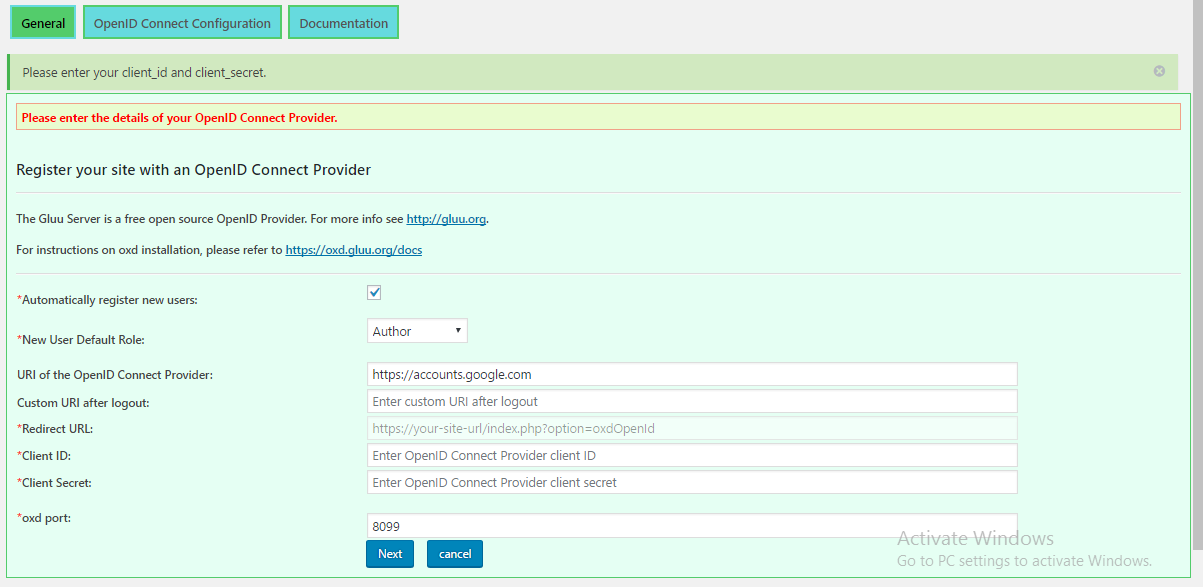 General OpenID Connect Configuration Documentation
Please enter your client_id and client_secret.
Please enter the details of your OpenID Connect Provider.
Register your site with an OpenID Connect Provider
The Gluu Server is a free open source OpenID Provider. For more info see http://gluu.org.
For instructions on oxd installation, please refer to https://oxd.gluu.org/docs
*Automatically register new users:
*New User Default Role: Author
URI of the OpenID Connect Provider: https://accounts.google.com
Custom URI after logout: Enter custom URI after logout
*Redirect URL: https://your-site-url/index.php?option=oxdOpenId
*Client ID: Enter OpenID Connect Provider client ID
*Client Secret: Enter OpenID Connect Provider client secret
*oxd port: 8099
Next cancel
Activate Windows
Go to PC settings to activate Windows.